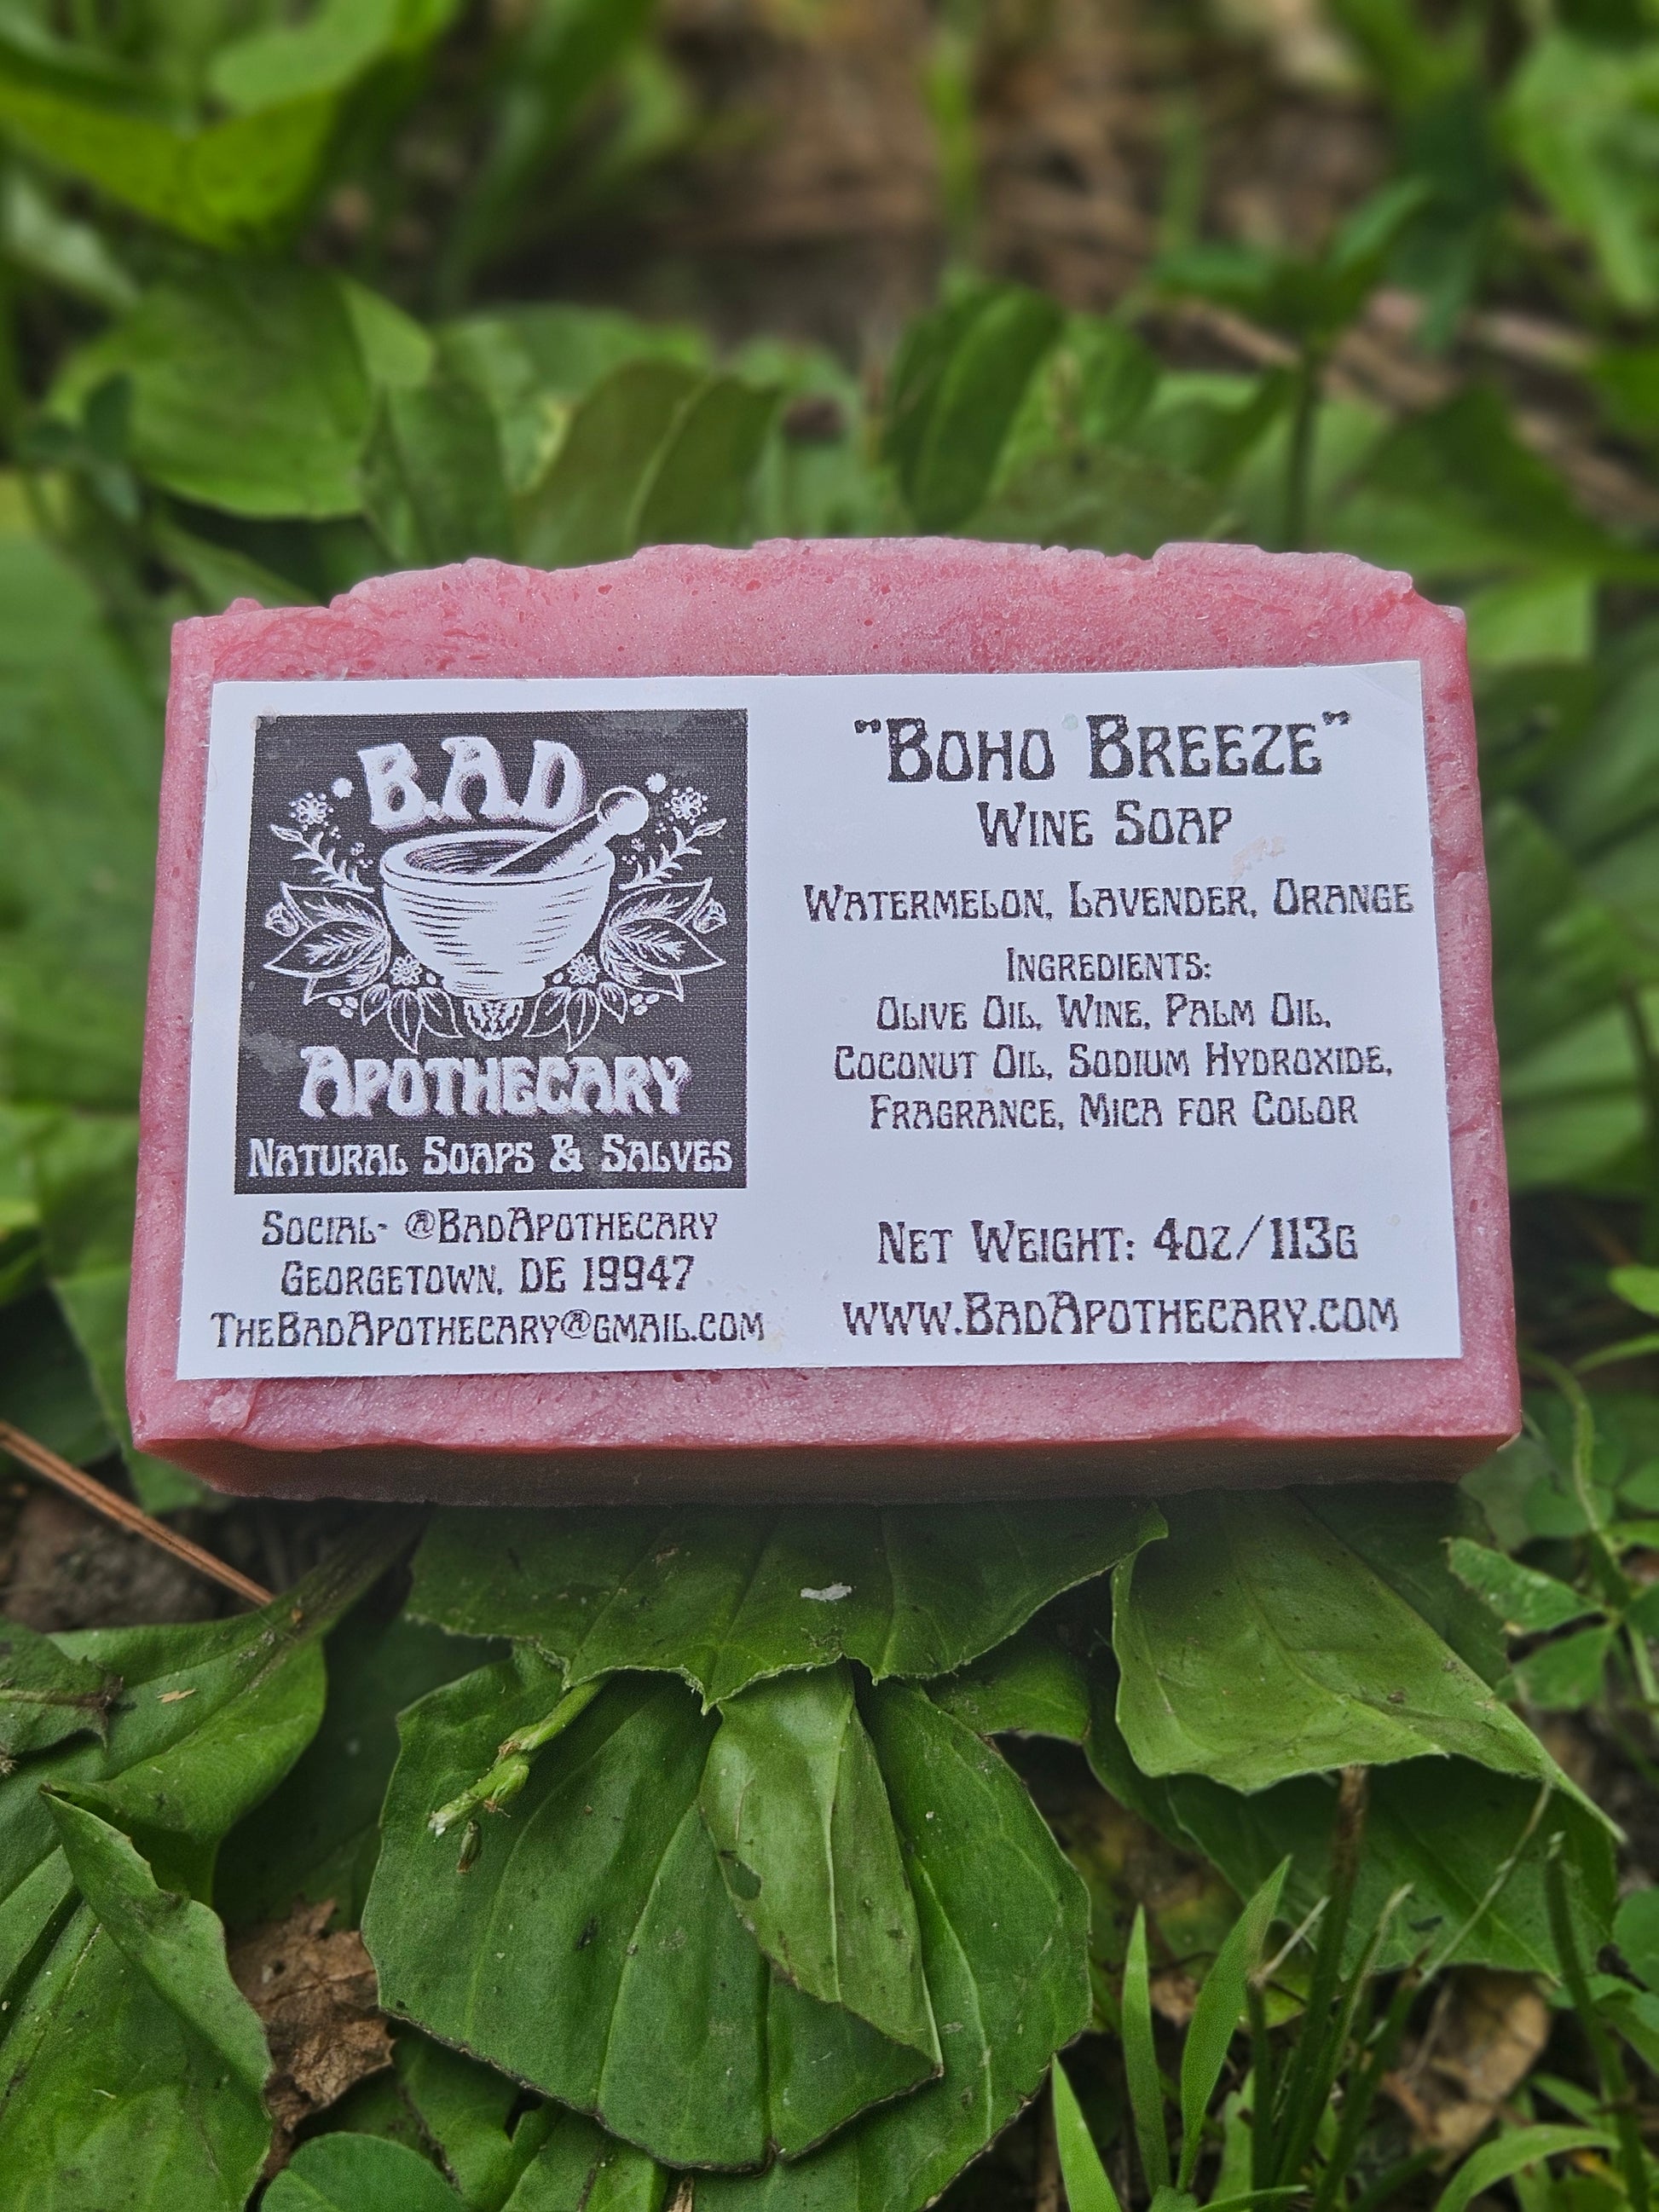 B.A.D
Apothecary
Natural Soaps & Salves
Social- @BadApothecary
Georgetown, DE 19947
TheBadApothecary@gmail.com
"Boho Breeze"
Wine Soap
Watermelon, Lavender, Orange
Ingredients:
Olive Oil, Wine, Palm Oil,
Coconut Oil, Sodium Hydroxide,
Fragrance, Mica for Color
Net Weight: 4oz/113g
www.BadApothecary.com